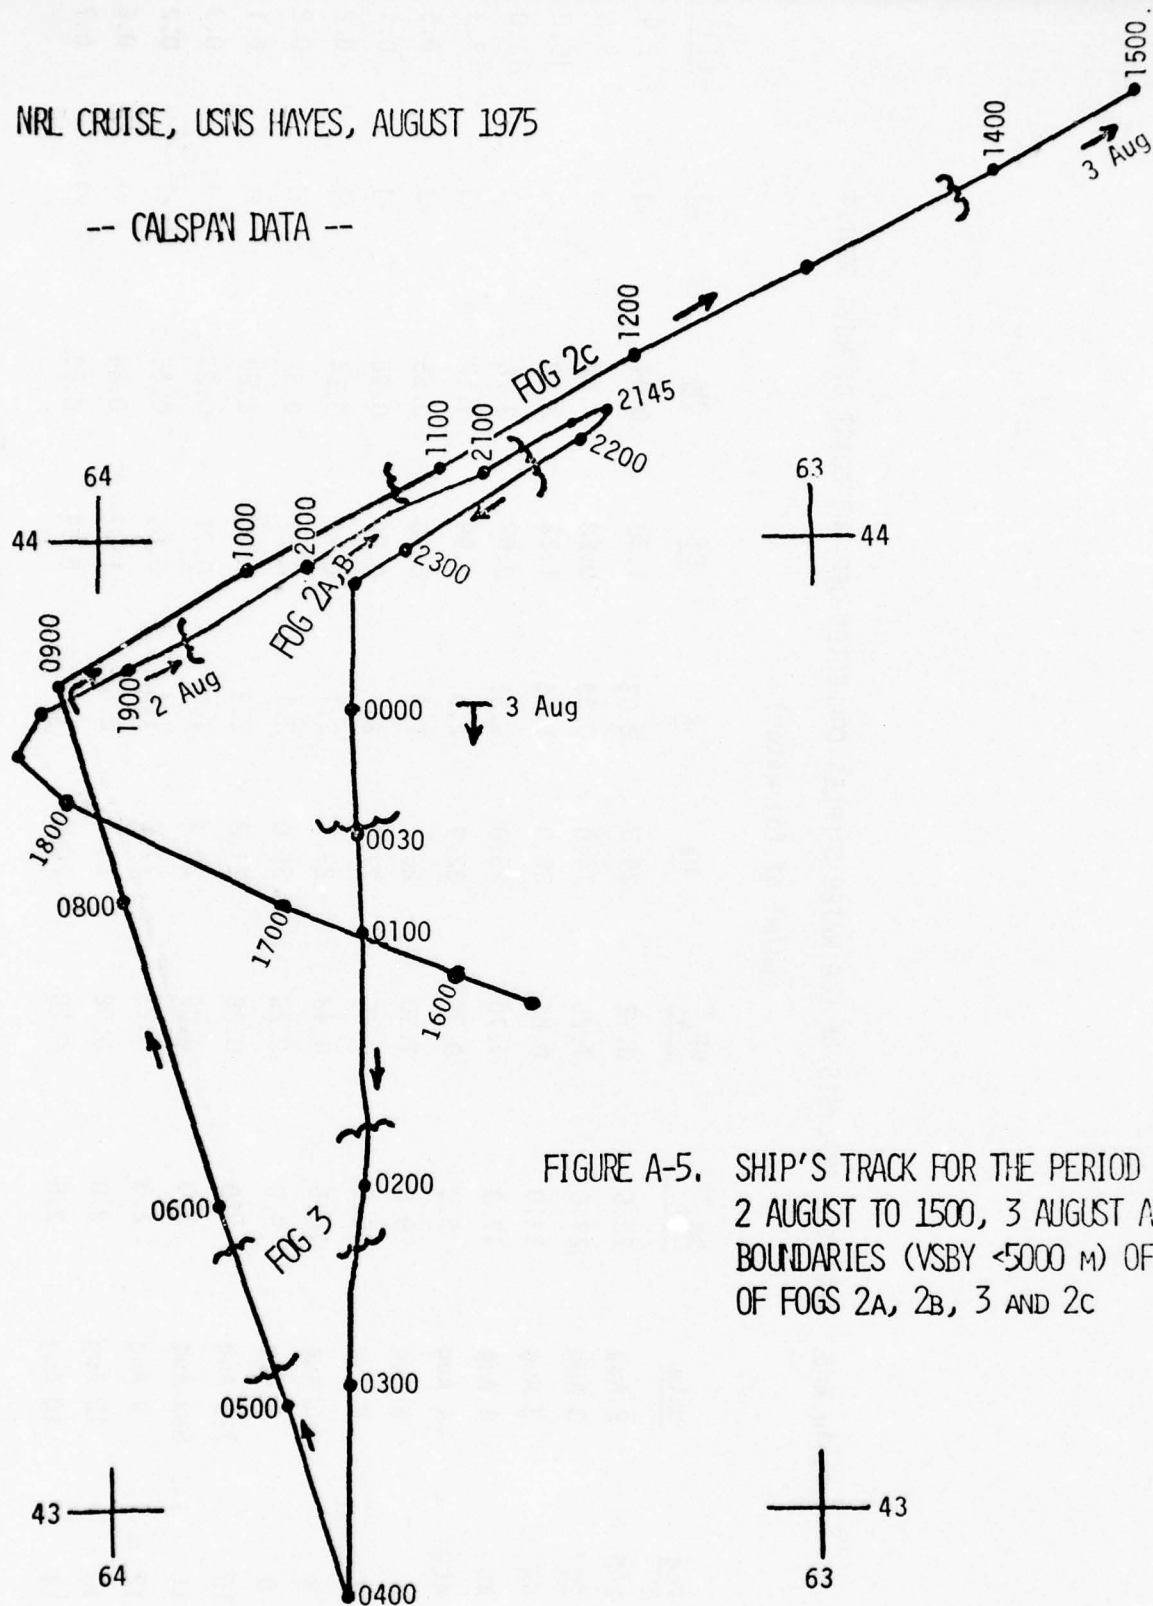 NRL CRUISE, USNS HAYES, AUGUST 1975
-- CALSPAN DATA --
1500
1400
3 Aug
1200
FOG 2C
2145
1100
2100
2200
64
44
63
44
1000
2000
2300
FOG 2A,B
0900
1900
2 Aug
0000
3 Aug
1800
0030
0800
1700
0100
1600
0200
0600
FOG 3
FIGURE A-5. SHIP'S TRACK FOR THE PERIOD
2 AUGUST TO 1500, 3 AUGUST
BOUNDARIES (VSBY <5000 M) OF
OF FOGS 2A, 2B, 3 AND 2C
0300
0500
43
64
43
63
0400